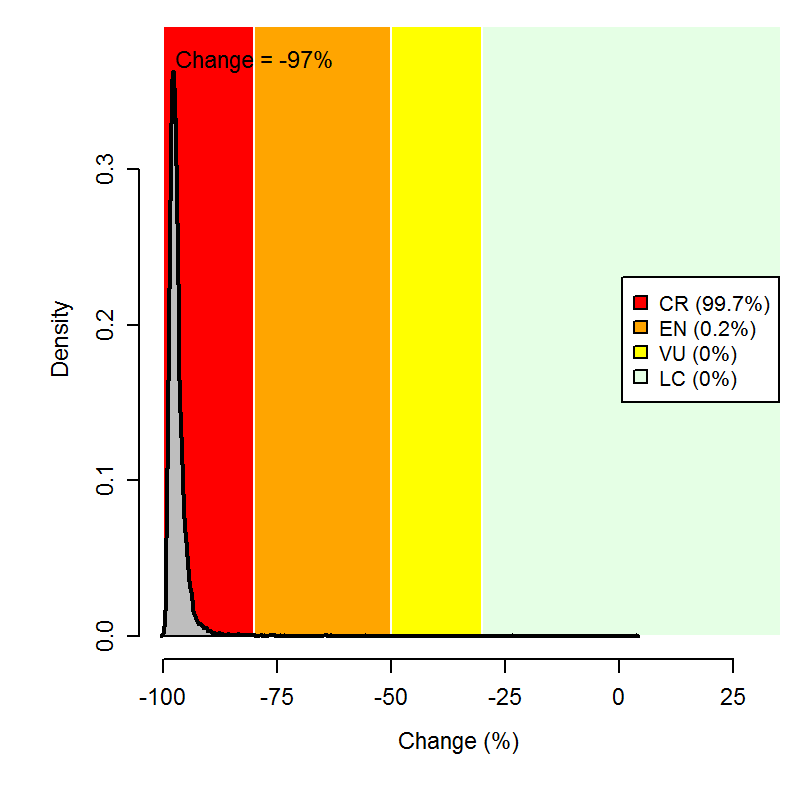 Change = -97%
0.3
0.2
0.1
0.0
Density
CR (99.7%)
EN (0.2%)
VU (0%)
LC (0%)
-100 -75 -50 -25 0 25
Change (%)